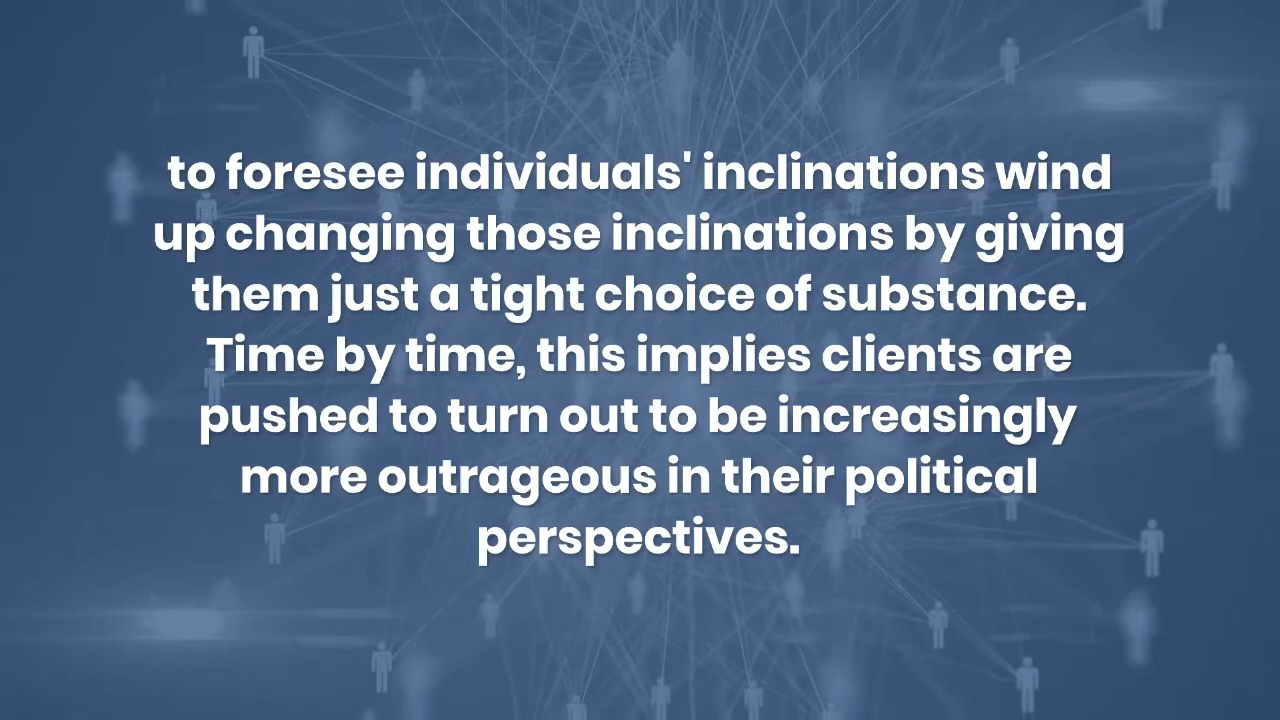 to foresee individuals' inclinations wind
up changing those inclinations by giving
them just a tight choice of substance.
Time by time, this implies clients are
pushed to turn out to be increasingly
more outrageous in their political
perspectives.